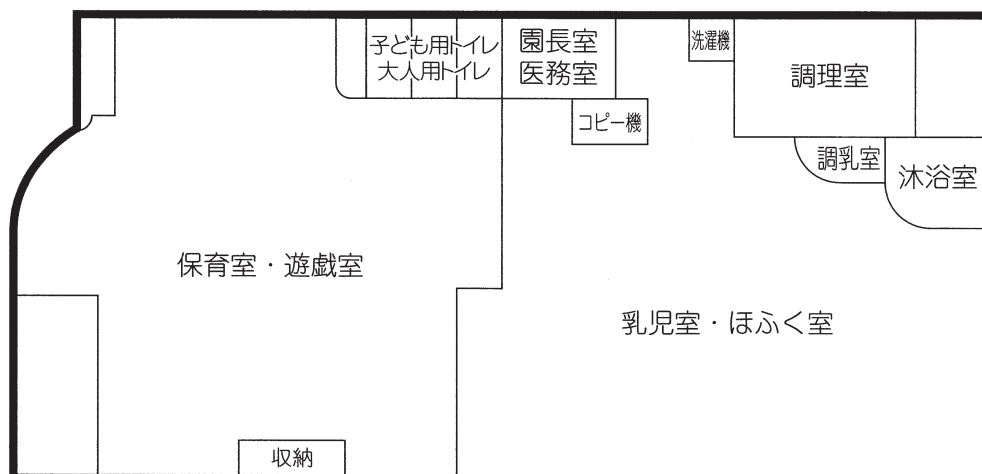 子ども用トイレ
大人用トイレ
園長室
医務室
洗濯機
調理室
コピー機
調乳室
沐浴室
保育室・遊戯室
乳児室・ほふく室
収納